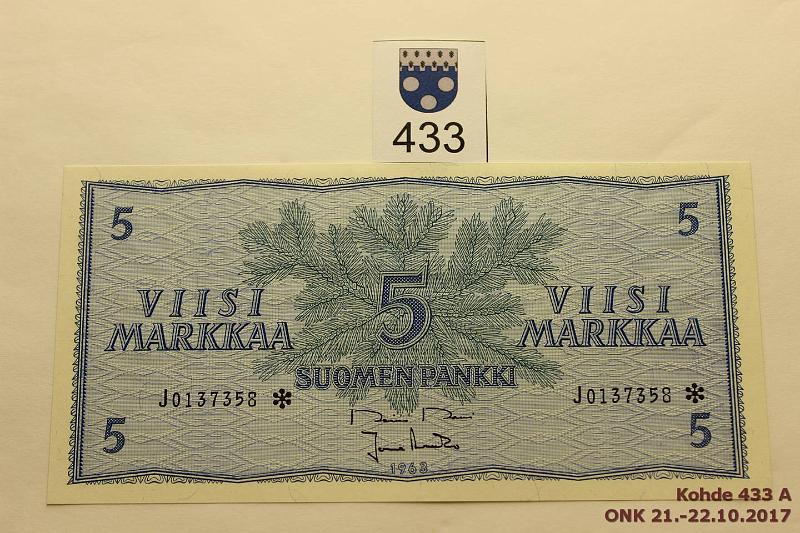 433
5
5
VIISI
MARKKAA
5
VIISI
MARKKAA
SUOMEN PANKKI
J0137358 *
J0137358 *
5
5
1963
Kohde 433 A
ONK 21.-22.10.2017